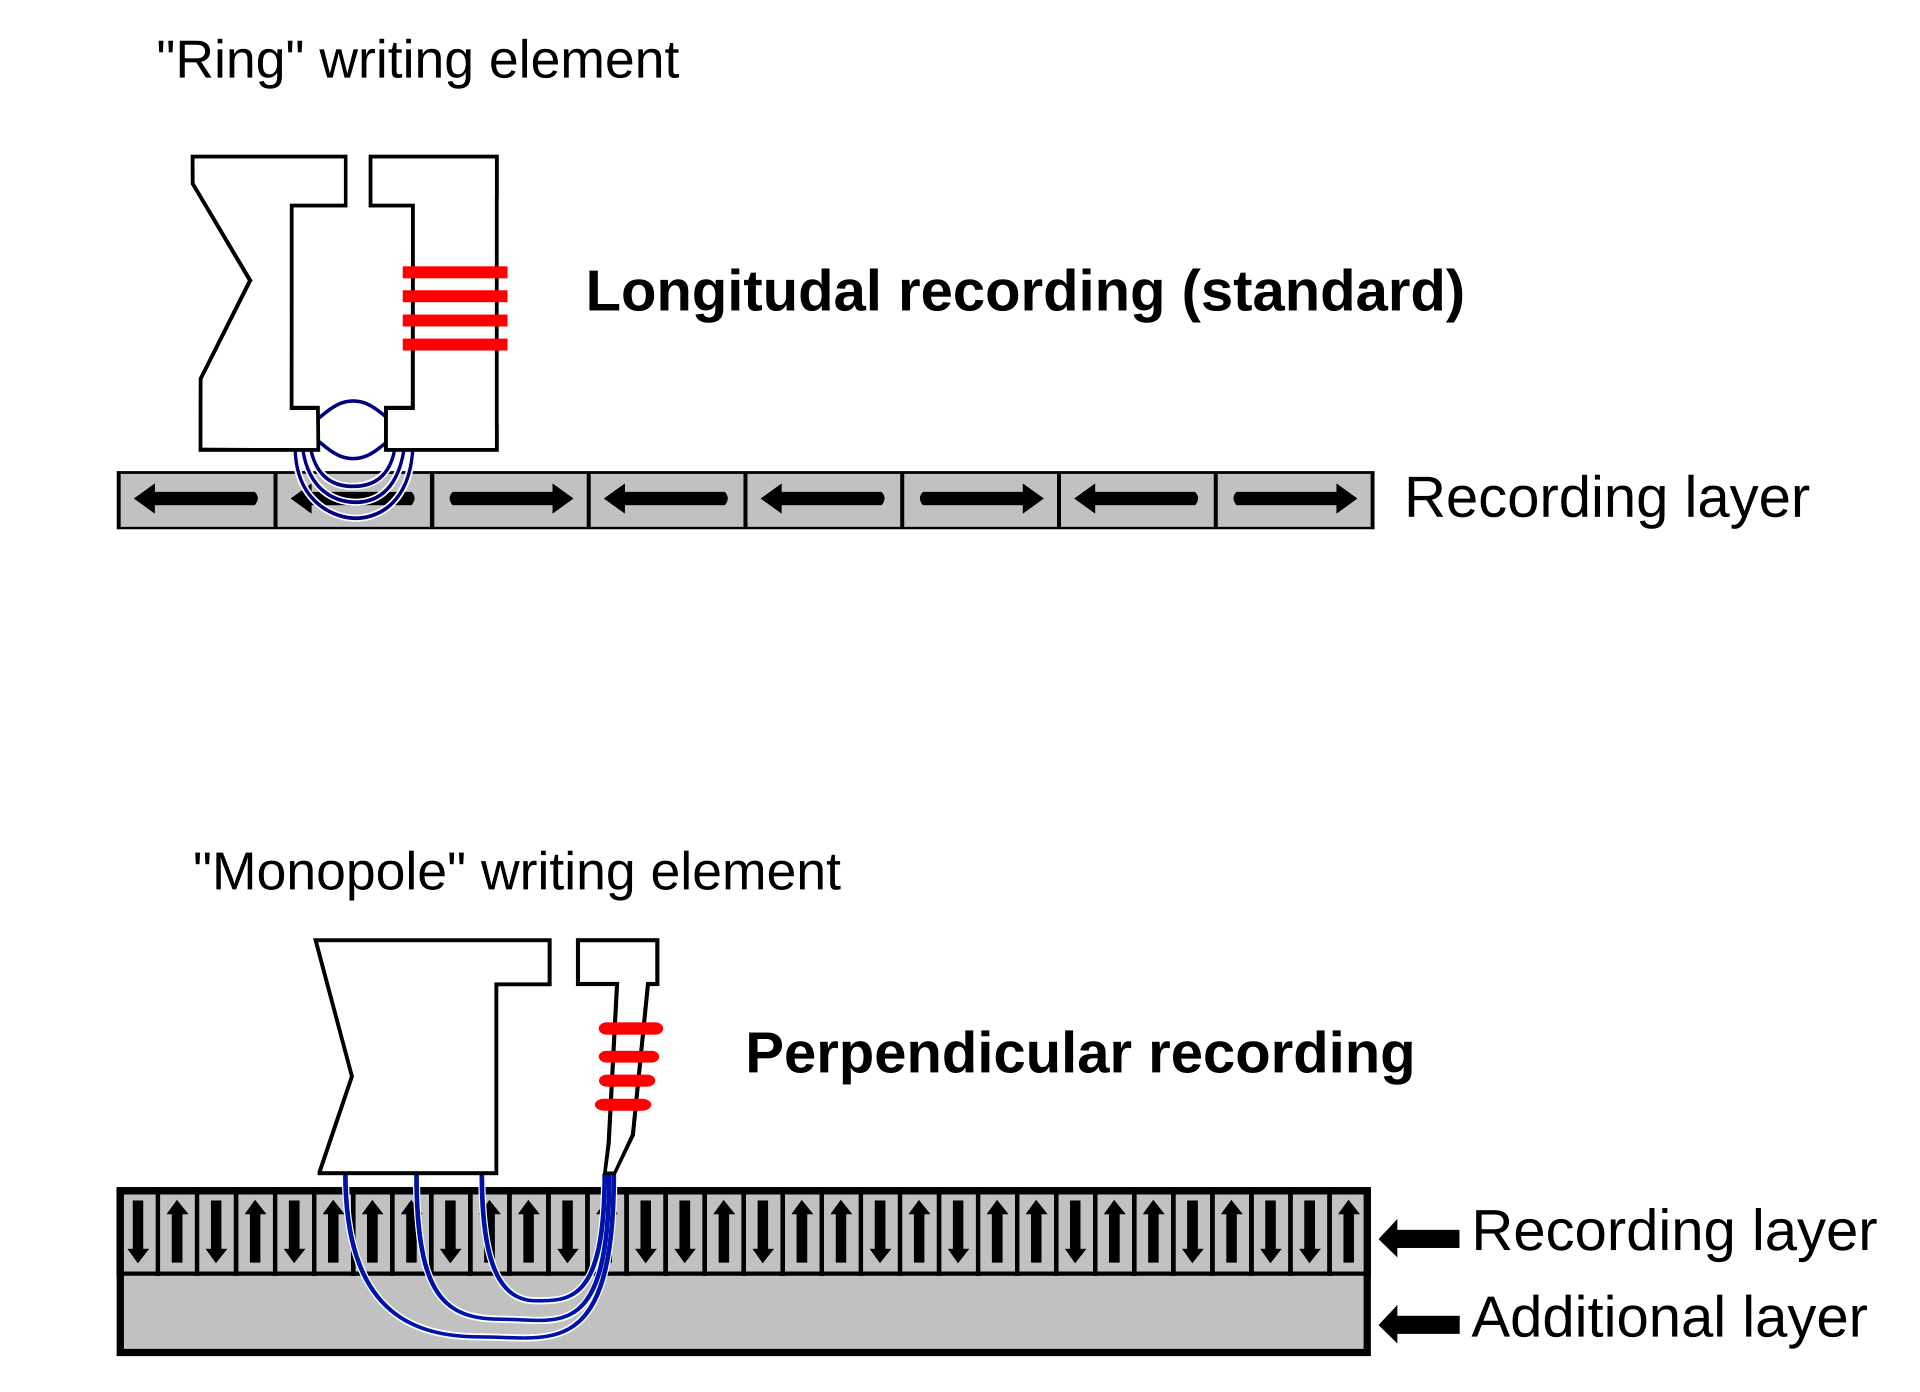 "Ring" writing element
Longitudal recording (standard)
Recording layer
"Monopole" writing element
Perpendicular recording
Recording layer
Additional layer